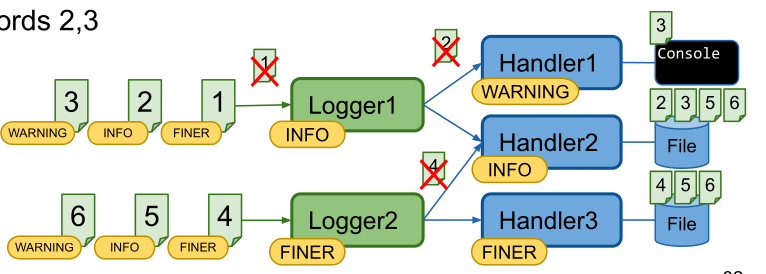 ords 2,3
3
WARNING
2
INFO
1
FINER
1
Logger1
INFO
2
Handler1
WARNING
3
Console
Handler2
INFO
2 3 5 6
File
6
WARNING
5
INFO
4
FINER
Logger2
FINER
4
Handler3
FINER
4 5 6
File